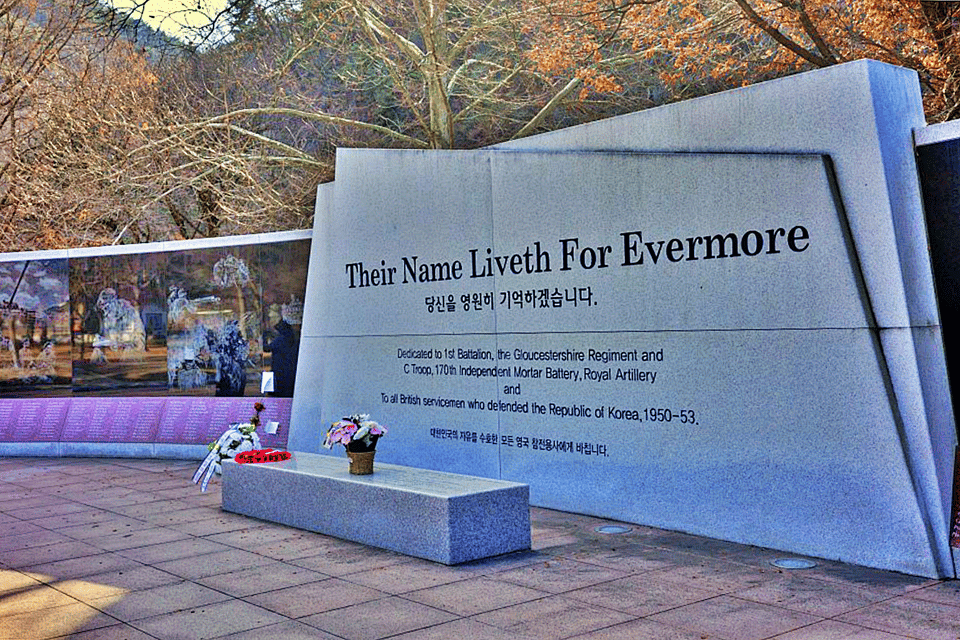 Their Name Liveth For Evermore
당신을 영원히 기억하겠습니다.
Dedicated to 1st Battalion, the Gloucestershire Regiment and
C Troop, 170th Independent Mortar Battery, Royal Artillery
and
To all British servicemen who defended the Republic of Korea, 1950-53.
대한민국의 자유를 수호한 모든 영국 참전용사에게 바칩니다.